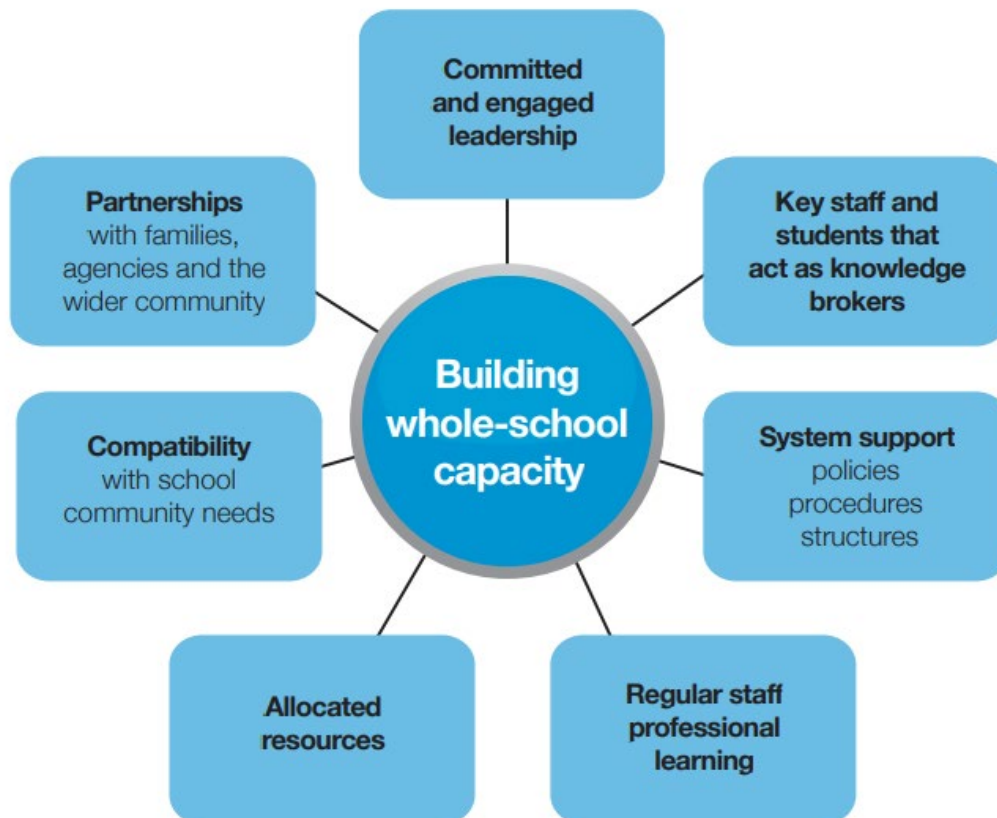 Committed
and engaged
leadership
Partnerships
with families,
agencies and the
wider community
Key staff and
students that
act as knowledge
brokers
Building
whole-school
capacity
Compatibility
with school
community needs
System support
policies
procedures
structures
Allocated
resources
Regular staff
professional
learning